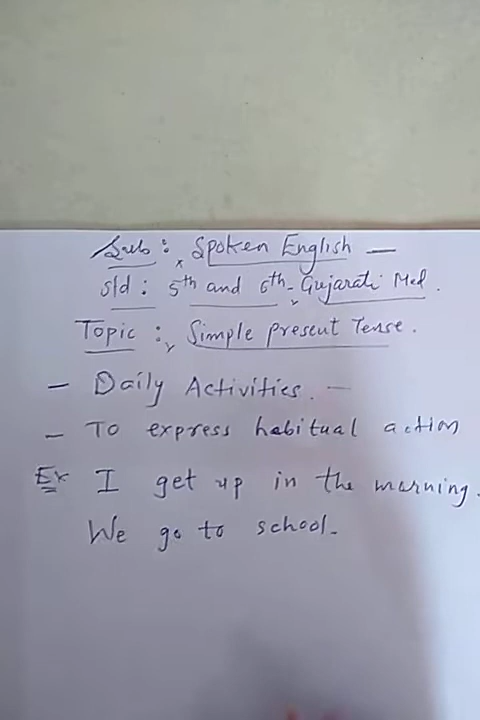 Sub: Spoken English —
Std: 5th and 6th - Gujarati Med.
Topic: Simple present Tense.
— Daily Activities. —
— To express habitual action
Ex I get up in the morning.
We go to school.